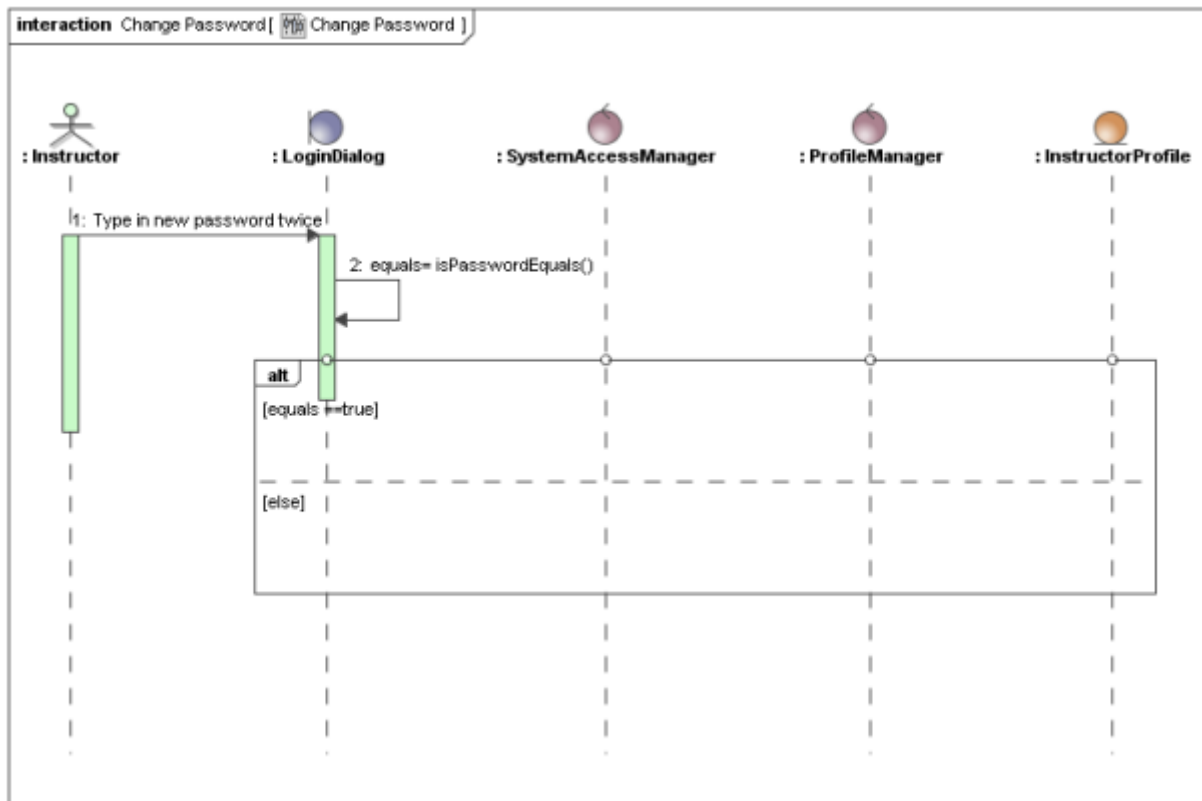 interaction Change Password[ Change Password ]
: Instructor
: LoginDialog
: SystemAccessManager
: ProfileManager
: InstructorProfile
1: Type in new password twice
2: equals= isPasswordEquals()
alt
[equals ==true]
[else]